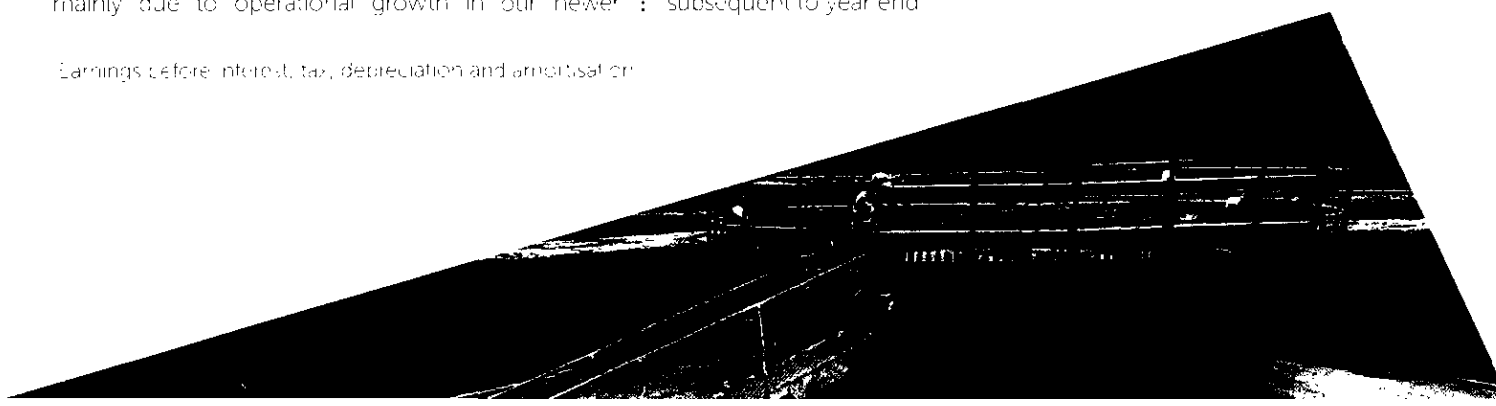 mainly due to operational growth in our newer : subsequent to year end
Earnings before interest, tax, depreciation and amortisation